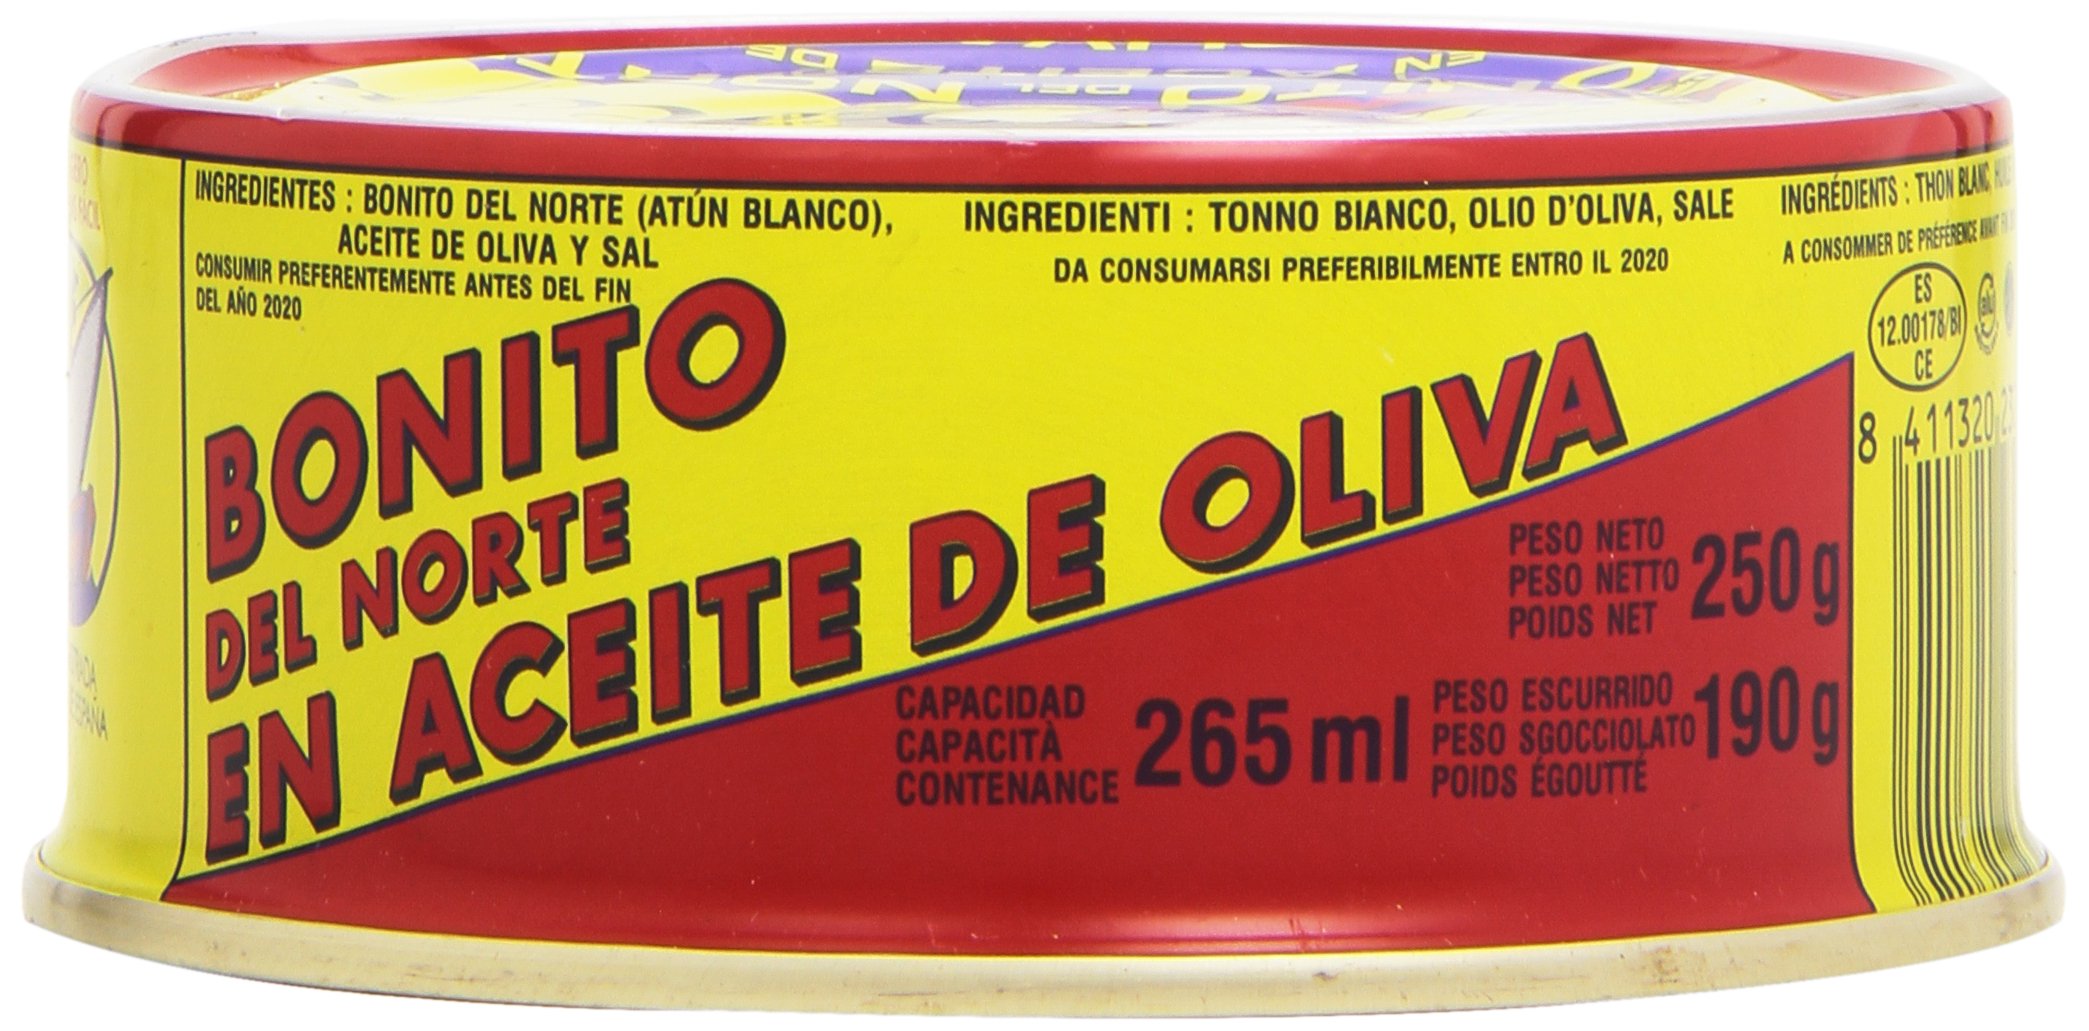 INGREDIENTES : BONITO DEL NORTE (ATÚN BLANCO),
ACEITE DE OLIVA Y SAL
CONSUMIR PREFERENTEMENTE ANTES DEL FIN
DEL AÑO 2020
INGREDIENTI : TONNO BIANCO, OLIO D'OLIVA, SALE
DA CONSUMARSI PREFERIBILMENTE ENTRO IL 2020
INGRÉDIENTS : THON BLANC,
A CONSOMMER DE PRÉFÉRENCE AVANT
ES
12.00178/BI
CE
8 411320
BONITO
DEL NORTE
EN ACEITE DE OLIVA
PESO NETO
PESO NETTO
POIDS NET
250g
CAPACIDAD
CAPACITÀ
CONTENANCE
265 ml
PESO ESCURRIDO
PESO SGOCCIOLATO
POIDS ÉGOUTTÉ
190g